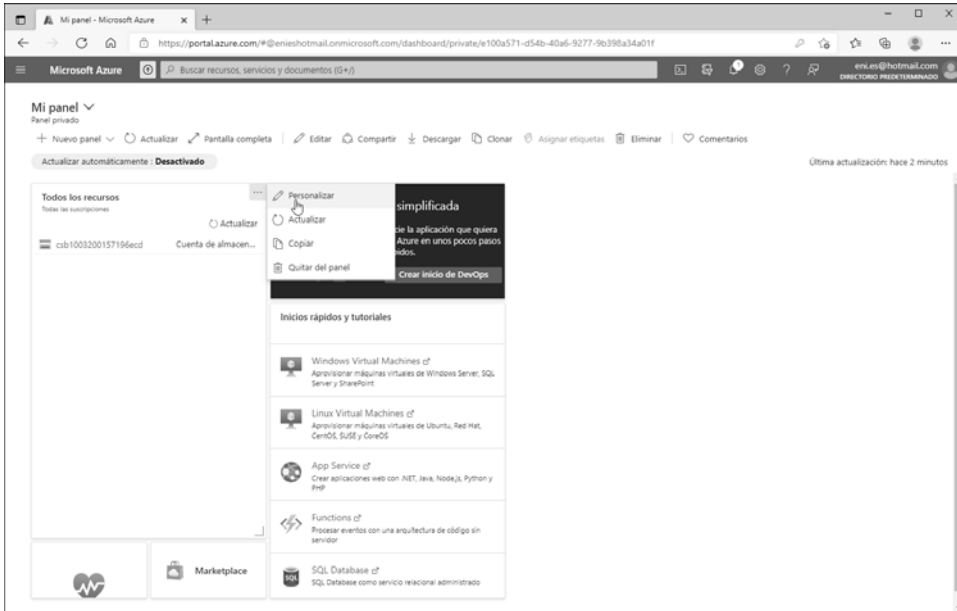 Mi panel - Microsoft Azure
https://portal.azure.com/#@enieshotmail.onmicrosoft.com/dashboard/private/e100a571-d54b-40a6-9277-9b398a34a01f
Microsoft Azure
Buscar recursos, servicios y documentos (G+/)
1
eni.es@hotmail.com
DIRECTORIO PREDETERMINADO
Mi panel
Panel privado
Nuevo panel
Actualizar
Pantalla completa
Editar
Compartir
Descargar
Clonar
Asignar etiquetas
Eliminar
Comentarios
Actualizar automáticamente : Desactivado
Última actualización: hace 2 minutos
Todos los recursos
Todas las suscripciones
Actualizar
csb1003200157196ecd
Cuenta de almacen...
Personalizar
Actualizar
Copiar
Quitar del panel
simplificada
cie la aplicación que quiera
Azure en unos pocos pasos
idos.
Crear inicio de DevOps
Inicios rápidos y tutoriales
Windows Virtual Machines
Aprovisionar máquinas virtuales de Windows Server, SQL
Server y SharePoint
Linux Virtual Machines
Aprovisionar máquinas virtuales de Ubuntu, Red Hat,
CentOS, SUSE y CoreOS
App Service
Crear aplicaciones web con .NET, Java, Node.js, Python y
PHP
Functions
Procesar eventos con una arquitectura de código sin
servidor
SQL Database
SQL Database como servicio relacional administrado
SQL
Marketplace